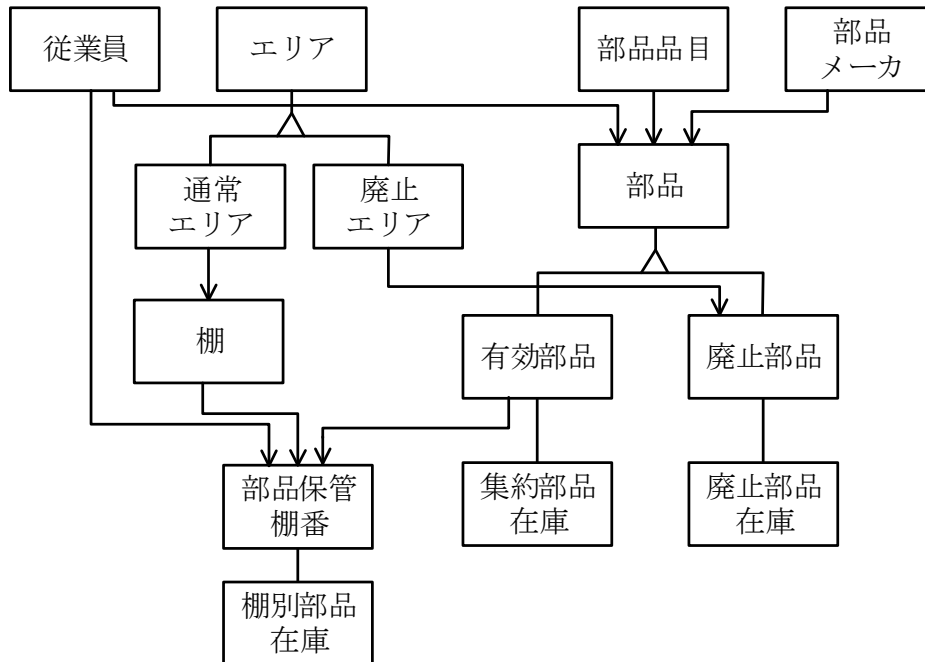 従業員
エリア
部品品目
部品
メーカ
通常
エリア
廃止
エリア
部品
棚
有効部品
廃止部品
部品保管
棚番
集約部品
在庫
廃止部品
在庫
棚別部品
在庫